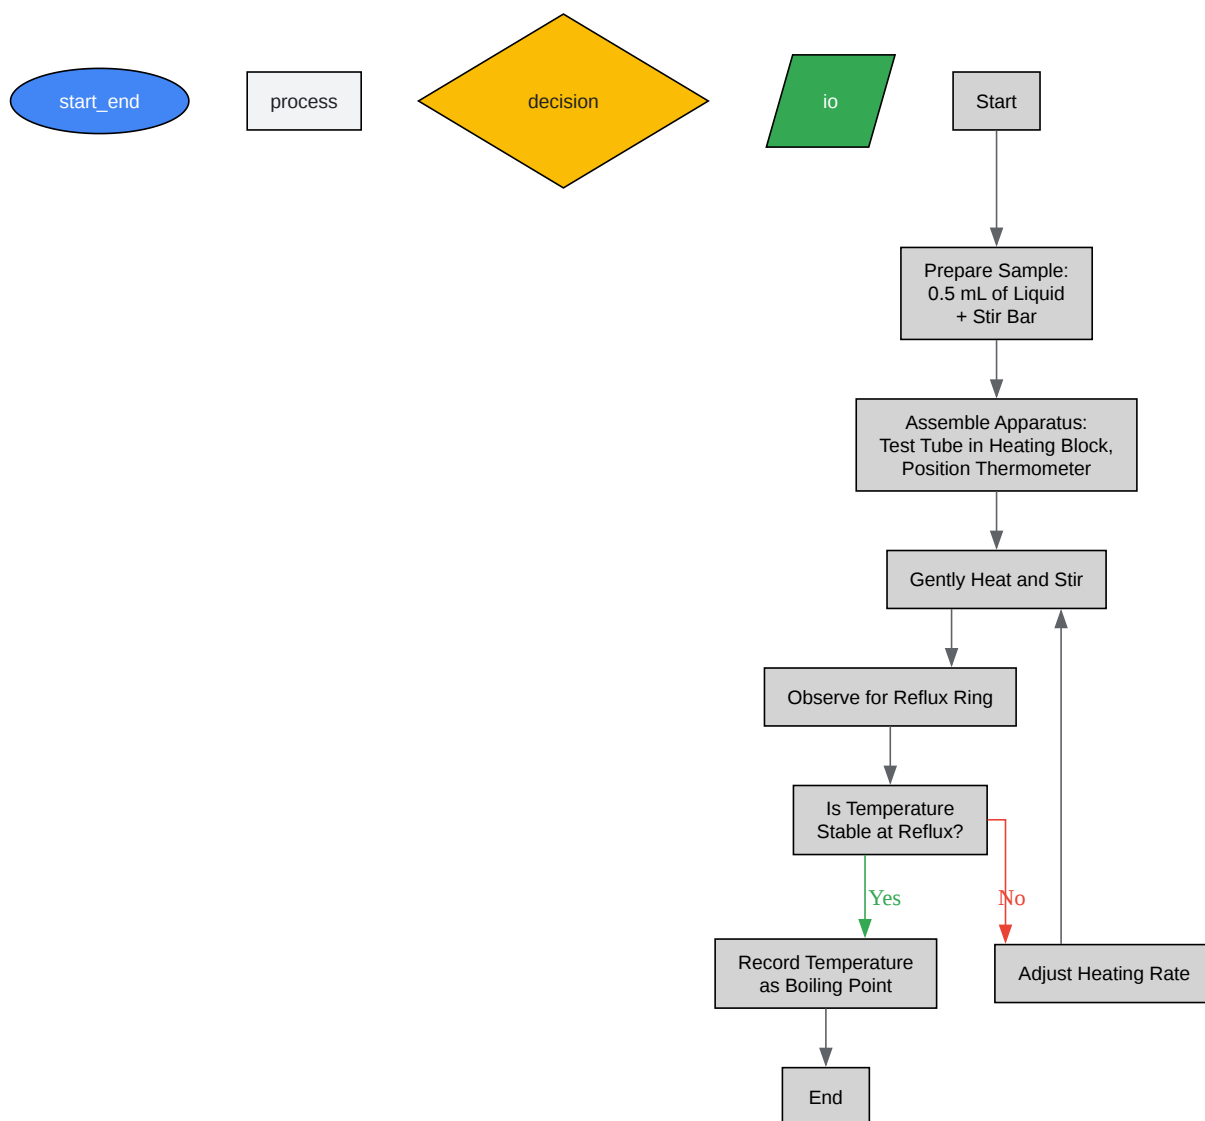 start_end
process
decision
io
Start
Prepare Sample:
0.5 mL of Liquid
+ Stir Bar
Assemble Apparatus:
Test Tube in Heating Block,
Position Thermometer
Gently Heat and Stir
Observe for Reflux Ring
Is Temperature
Stable at Reflux?
Yes
No
Record Temperature
as Boiling Point
Adjust Heating Rate
End